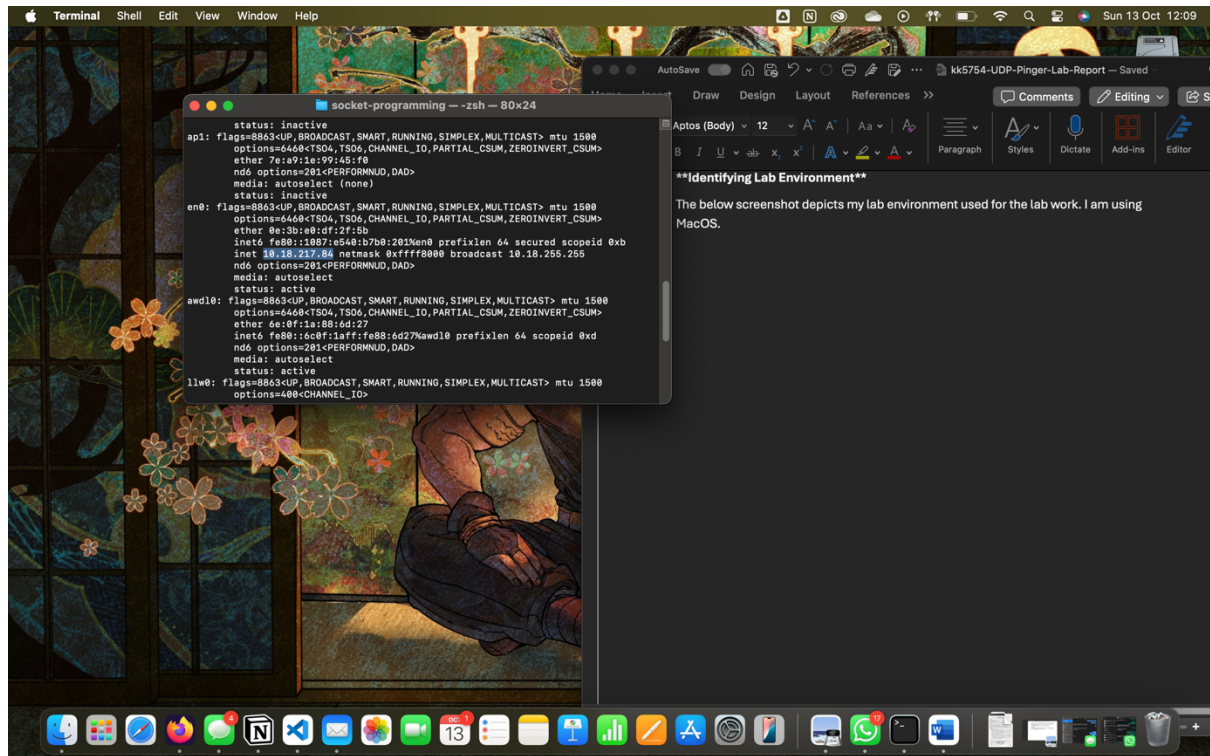 Terminal Shell Edit View Window Help
Sun 13 Oct 12:09
socket-programming — -zsh — 80×24
status: inactive
ap1: flags=8863<UP,BROADCAST,SMART,RUNNING,SIMPLEX,MULTICAST> mtu 1500
options=6460<TSO4,TSO6,CHANNEL_IO,PARTIAL_CSUM,ZEROINVERT_CSUM>
ether 7e:a9:1e:99:45:f0
nd6 options=201<PERFORMNUD,DAD>
media: autoselect (none)
status: inactive
en0: flags=8863<UP,BROADCAST,SMART,RUNNING,SIMPLEX,MULTICAST> mtu 1500
options=6460<TSO4,TSO6,CHANNEL_IO,PARTIAL_CSUM,ZEROINVERT_CSUM>
ether 0e:3b:e0:df:2f:5b
inet6 fe80::1087:e540:b7b0:201%en0 prefixlen 64 secured scopeid 0xb
inet 10.18.217.84 netmask 0xffff8000 broadcast 10.18.255.255
nd6 options=201<PERFORMNUD,DAD>
media: autoselect
status: active
awdl0: flags=8863<UP,BROADCAST,SMART,RUNNING,SIMPLEX,MULTICAST> mtu 1500
options=6460<TSO4,TSO6,CHANNEL_IO,PARTIAL_CSUM,ZEROINVERT_CSUM>
ether 6e:0f:1a:88:6d:27
inet6 fe80::6c0f:1aff:fe88:6d27%awdl0 prefixlen 64 scopeid 0xd
nd6 options=201<PERFORMNUD,DAD>
media: autoselect
status: active
llw0: flags=8863<UP,BROADCAST,SMART,RUNNING,SIMPLEX,MULTICAST> mtu 1500
options=400<CHANNEL_IO>
AutoSave kk5754-UDP-Pinger-Lab-Report — Saved
Draw Design Layout References >> Comments Editing
Aptos (Body) 12 A A Aa A
B I U ab x₂ x² A A
Paragraph Styles Dictate Add-ins Editor
**Identifying Lab Environment**
The below screenshot depicts my lab environment used for the lab work. I am using
MacOS.
4
OCT 1
13
17